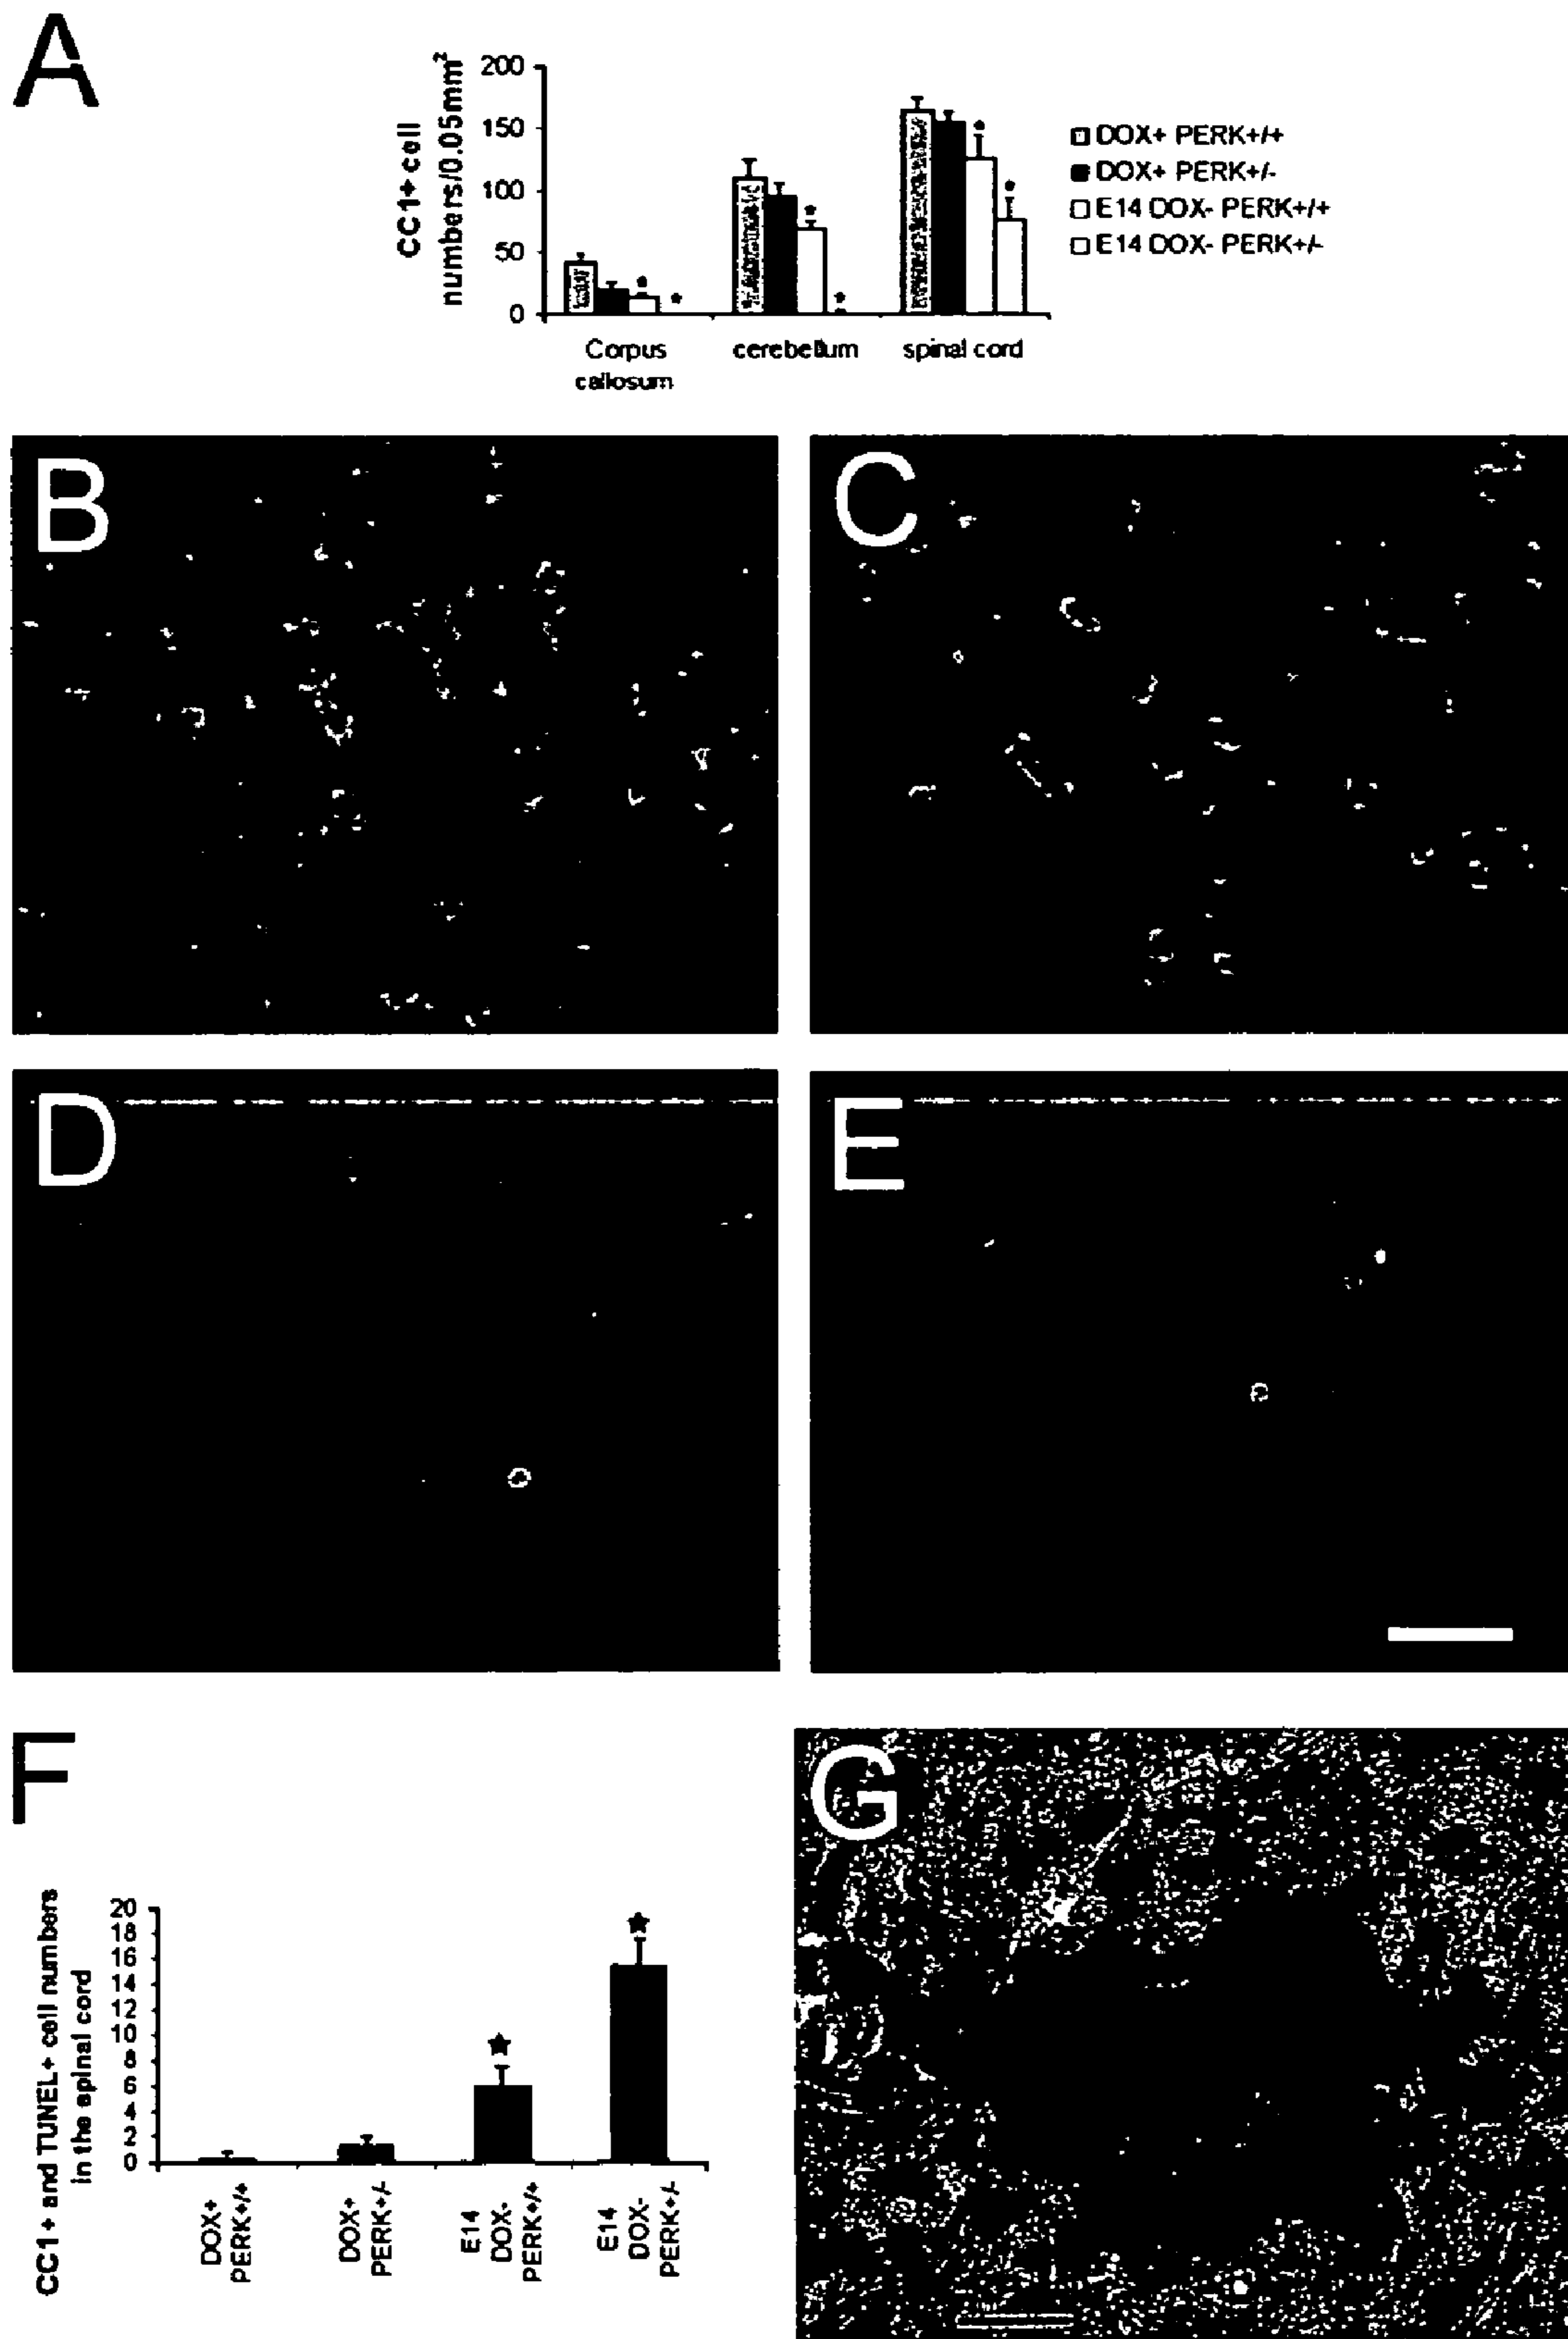 A
CC1+ cell
numbers/0.05mm²
200
150
100
50
0
Corpus
callosum
cerebellum
spinal cord
DOX+ PERK+/+
DOX+ PERK+/-
E14 DOX- PERK+/+
E14 DOX- PERK+/-
B
C
D
E
F
CC1+ and TUNEL+ cell numbers
in the spinal cord
20
18
16
14
12
10
8
6
4
2
0
DOX+
PERK+/+
DOX+
PERK+/-
E14
DOX-
PERK+/+
E14
DOX-
PERK+/-
G